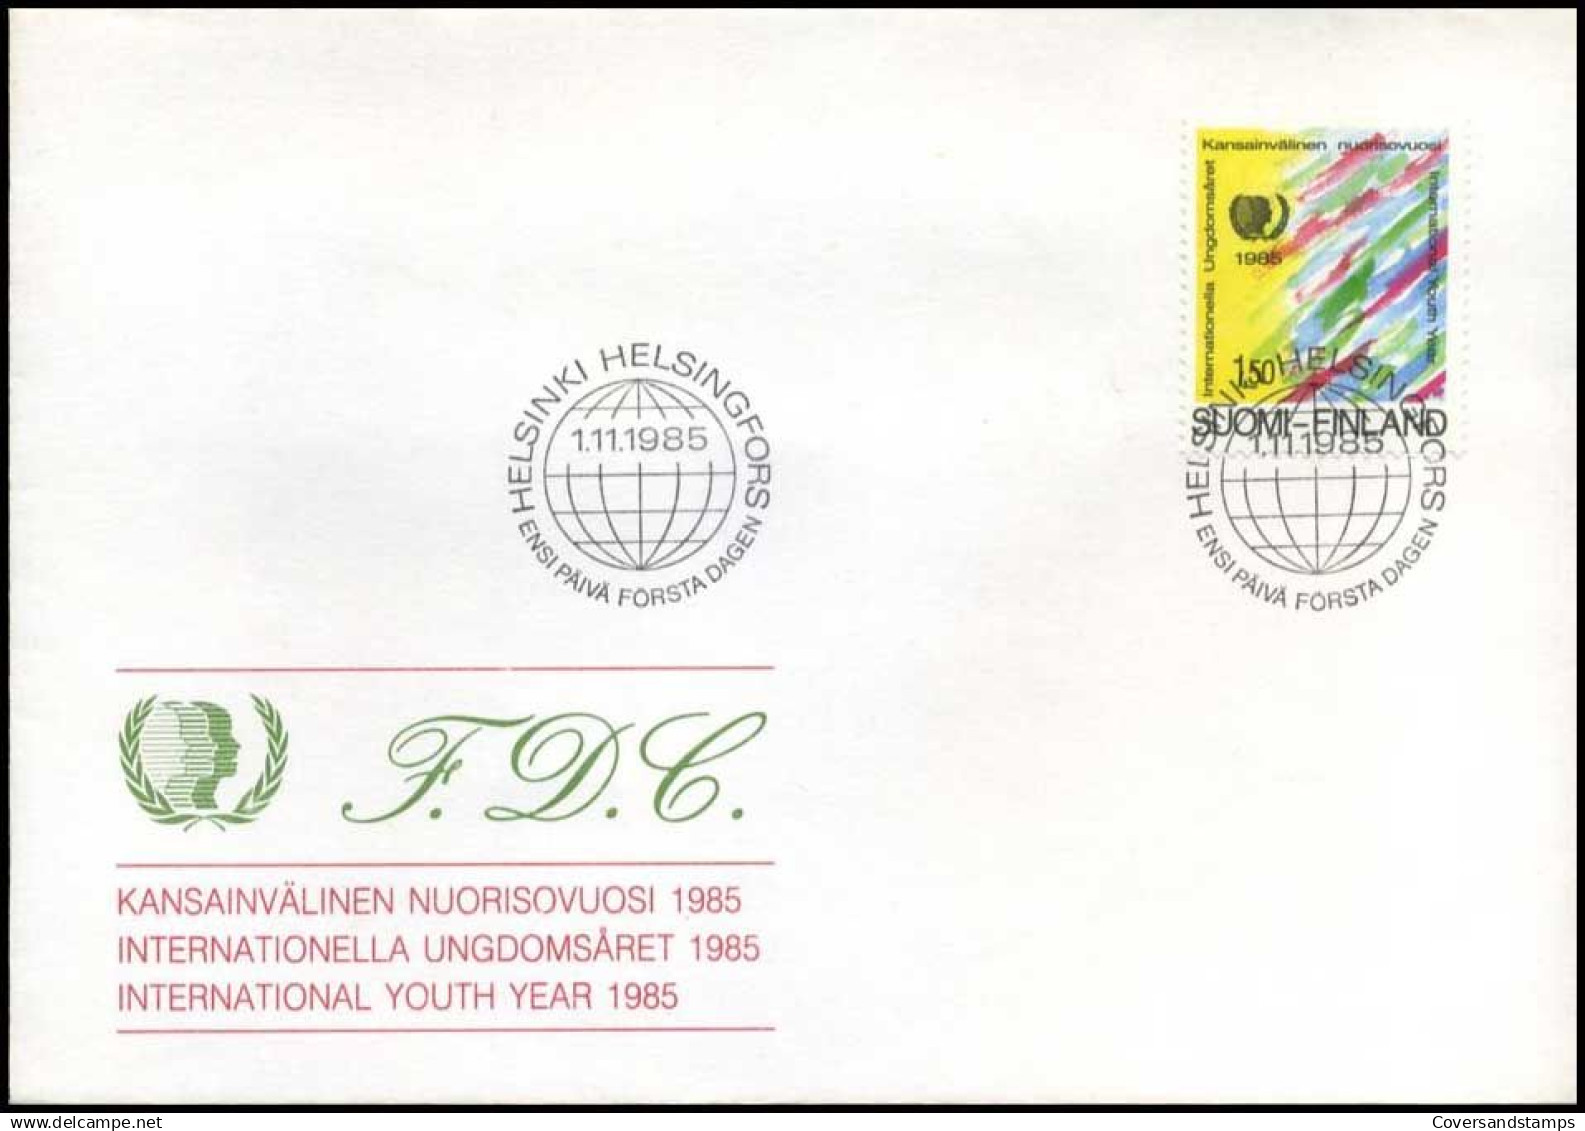 Kansainvälinen nuorisovuosi
Internationella Ungdomsåret
International Youth Year
1985
1.50
SUOMI-FINLAND
HELSINKI HELSINGFORS
1.11.1985
ENSI PÄIVÄ FÖRSTA DAGEN
HELSINKI HELSINGFORS
1.11.1985
ENSI PÄIVÄ FÖRSTA DAGEN
F.D.C.
KANSAINVÄLINEN NUORISOVUOSI 1985
INTERNATIONELLA UNGDOMSÅRET 1985
INTERNATIONAL YOUTH YEAR 1985
Coversandstamps